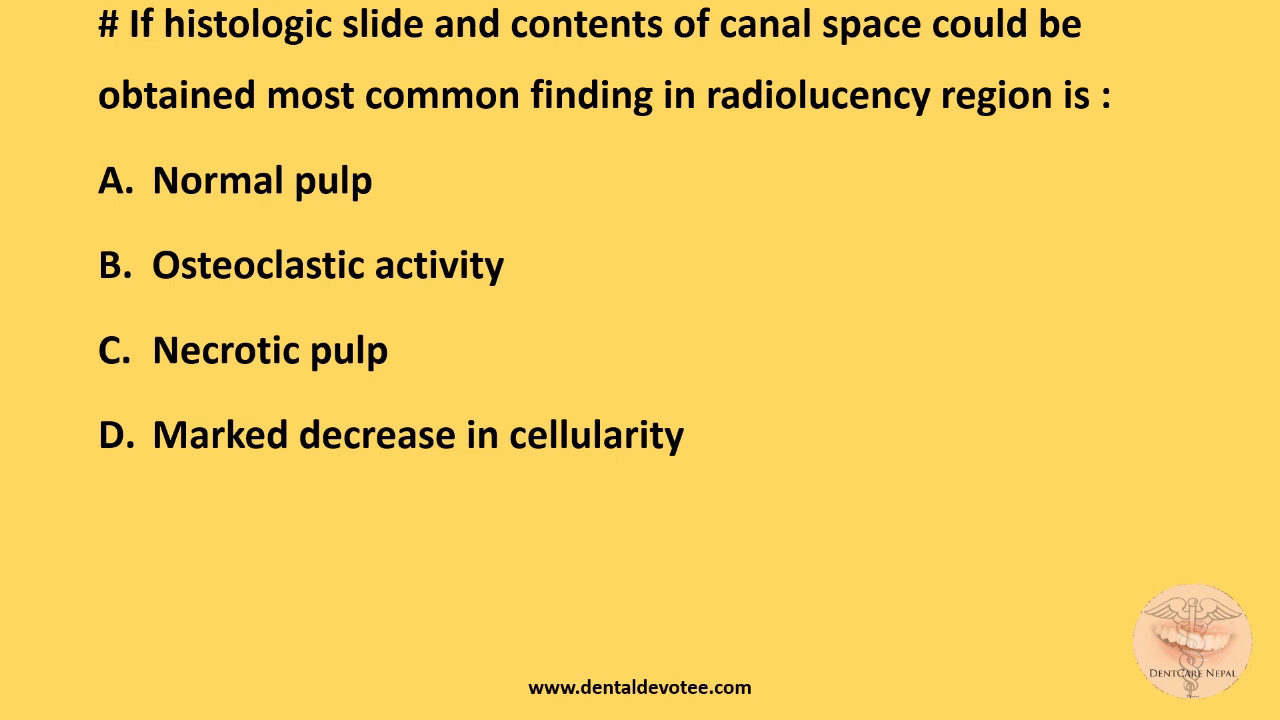 # If histologic slide and contents of canal space could be
obtained most common finding in radiolucency region is :
A. Normal pulp
B. Osteoclastic activity
C. Necrotic pulp
D. Marked decrease in cellularity
DENTCARE NEPAL
www.dentaldevotee.com